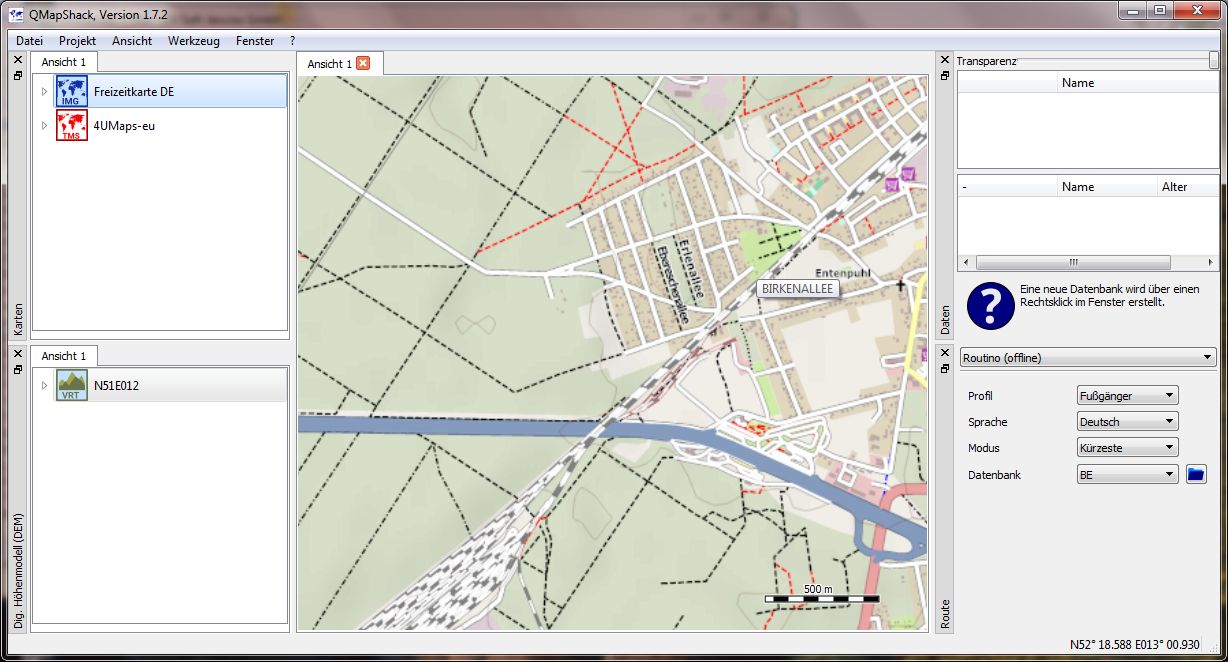 QMapShack, Version 1.7.2
Datei Projekt Ansicht Werkzeug Fenster ?
Ansicht 1
IMG
Freizeitkarte DE
TMS
4UMaps-eu
Karten
Ansicht 1
VRT
N51E012
Dig. Höhenmodell (DEM)
Ansicht 1
Erlenallee
Ebereschenallee
Entenpuhl
BIRKENALLEE
500 m
Transparenz
Name
- Name Alter
Eine neue Datenbank wird über einen
Rechtsklick im Fenster erstellt.
Daten
Routino (offline)
Profil Fußgänger
Sprache Deutsch
Modus Kürzeste
Datenbank BE
Route
N52° 18.588 E013° 00.930